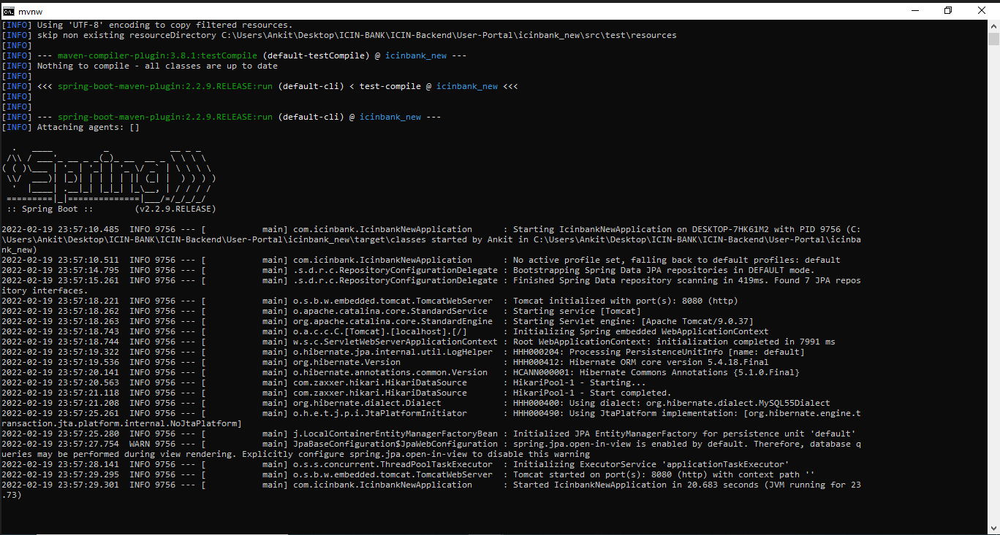 mvnw
[INFO] Using 'UTF-8' encoding to copy filtered resources.
[INFO] skip non existing resourceDirectory C:\Users\Ankit\Desktop\ICIN-BANK\ICIN-Backend\User-Portal\icinbank_new\src\test\resources
[INFO]
[INFO] --- maven-compiler-plugin:3.8.1:testCompile (default-testCompile) @ icinbank_new ---
[INFO] Nothing to compile - all classes are up to date
[INFO]
[INFO] <<< spring-boot-maven-plugin:2.2.9.RELEASE:run (default-cli) < test-compile @ icinbank_new <<<
[INFO]
[INFO]
[INFO] --- spring-boot-maven-plugin:2.2.9.RELEASE:run (default-cli) @ icinbank_new ---
[INFO] Attaching agents: []
  .   ____          _            __ _ _
 /\\ / ___'_ __ _ _(_)_ __  __ _ \ \ \ \
( ( )\___ | '_ | '_| | '_ \/ _` | \ \ \ \
 \\/  ___)| |_)| | | | | || (_| |  ) ) ) )
  '  |____| .__|_| |_|_| |_\__, | / / / /
 =========|_|==============|___/=/_/_/_/
 :: Spring Boot ::        (v2.2.9.RELEASE)
2022-02-19 23:57:10.485  INFO 9756 --- [           main] com.icinbank.IcinbankNewApplication      : Starting IcinbankNewApplication on DESKTOP-7HK61M2 with PID 9756 (C:
\Users\Ankit\Desktop\ICIN-BANK\ICIN-Backend\User-Portal\icinbank_new\target\classes started by Ankit in C:\Users\Ankit\Desktop\ICIN-BANK\ICIN-Backend\User-Portal\icinba
nk_new)
2022-02-19 23:57:10.511  INFO 9756 --- [           main] com.icinbank.IcinbankNewApplication      : No active profile set, falling back to default profiles: default
2022-02-19 23:57:14.795  INFO 9756 --- [           main] .s.d.r.c.RepositoryConfigurationDelegate : Bootstrapping Spring Data JPA repositories in DEFAULT mode.
2022-02-19 23:57:15.261  INFO 9756 --- [           main] .s.d.r.c.RepositoryConfigurationDelegate : Finished Spring Data repository scanning in 419ms. Found 7 JPA repos
itory interfaces.
2022-02-19 23:57:18.221  INFO 9756 --- [           main] o.s.b.w.embedded.tomcat.TomcatWebServer  : Tomcat initialized with port(s): 8080 (http)
2022-02-19 23:57:18.262  INFO 9756 --- [           main] o.apache.catalina.core.StandardService   : Starting service [Tomcat]
2022-02-19 23:57:18.263  INFO 9756 --- [           main] org.apache.catalina.core.StandardEngine  : Starting Servlet engine: [Apache Tomcat/9.0.37]
2022-02-19 23:57:18.743  INFO 9756 --- [           main] o.a.c.c.C.[Tomcat].[localhost].[/]       : Initializing Spring embedded WebApplicationContext
2022-02-19 23:57:18.744  INFO 9756 --- [           main] w.s.c.ServletWebServerApplicationContext : Root WebApplicationContext: initialization completed in 7991 ms
2022-02-19 23:57:19.322  INFO 9756 --- [           main] o.hibernate.jpa.internal.util.LogHelper  : HHH000204: Processing PersistenceUnitInfo [name: default]
2022-02-19 23:57:19.536  INFO 9756 --- [           main] org.hibernate.Version                    : HHH000412: Hibernate ORM core version 5.4.18.Final
2022-02-19 23:57:20.141  INFO 9756 --- [           main] o.hibernate.annotations.common.Version   : HCANN000001: Hibernate Commons Annotations {5.1.0.Final}
2022-02-19 23:57:20.563  INFO 9756 --- [           main] com.zaxxer.hikari.HikariDataSource       : HikariPool-1 - Starting...
2022-02-19 23:57:21.118  INFO 9756 --- [           main] com.zaxxer.hikari.HikariDataSource       : HikariPool-1 - Start completed.
2022-02-19 23:57:21.208  INFO 9756 --- [           main] org.hibernate.dialect.Dialect            : HHH000400: Using dialect: org.hibernate.dialect.MySQL55Dialect
2022-02-19 23:57:25.261  INFO 9756 --- [           main] o.h.e.t.j.p.i.JtaPlatformInitiator       : HHH000490: Using JtaPlatform implementation: [org.hibernate.engine.t
ransaction.jta.platform.internal.NoJtaPlatform]
2022-02-19 23:57:25.280  INFO 9756 --- [           main] j.LocalContainerEntityManagerFactoryBean : Initialized JPA EntityManagerFactory for persistence unit 'default'
2022-02-19 23:57:27.754  WARN 9756 --- [           main] JpaBaseConfiguration$JpaWebConfiguration : spring.jpa.open-in-view is enabled by default. Therefore, database q
ueries may be performed during view rendering. Explicitly configure spring.jpa.open-in-view to disable this warning
2022-02-19 23:57:28.141  INFO 9756 --- [           main] o.s.s.concurrent.ThreadPoolTaskExecutor  : Initializing ExecutorService 'applicationTaskExecutor'
2022-02-19 23:57:29.295  INFO 9756 --- [           main] o.s.b.w.embedded.tomcat.TomcatWebServer  : Tomcat started on port(s): 8080 (http) with context path ''
2022-02-19 23:57:29.301  INFO 9756 --- [           main] com.icinbank.IcinbankNewApplication      : Started IcinbankNewApplication in 20.683 seconds (JVM running for 23
.73)